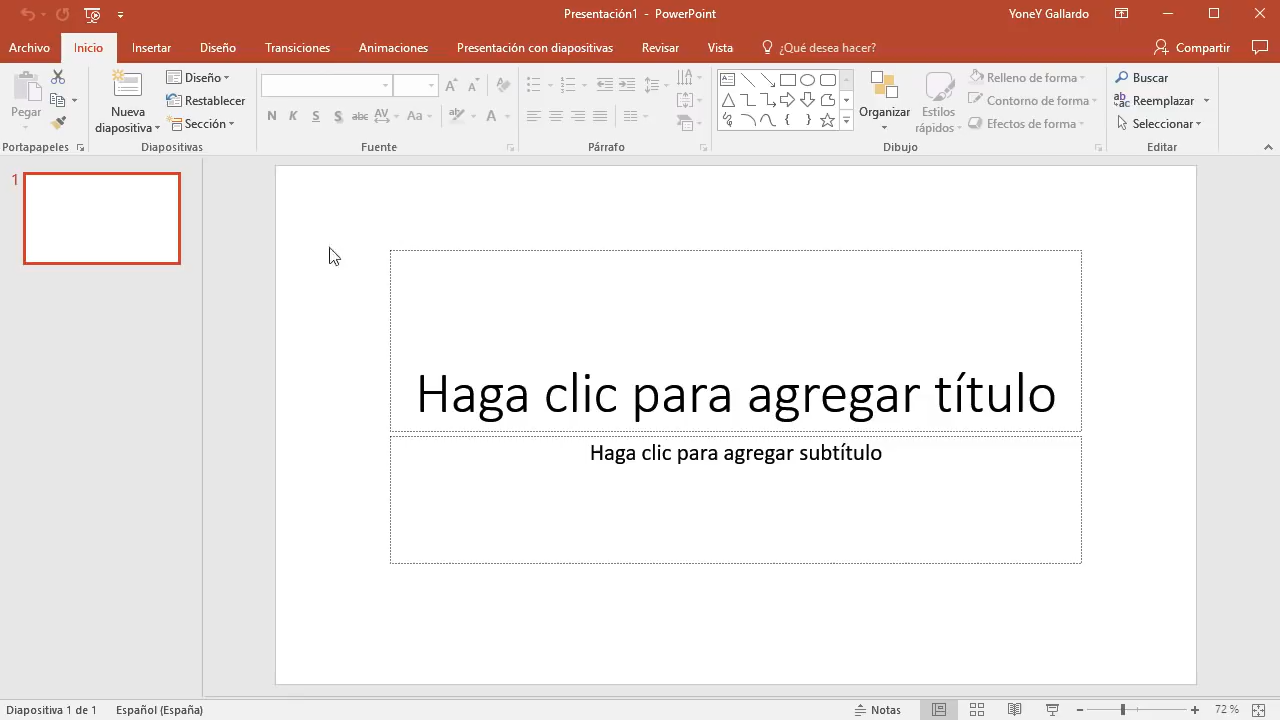 Presentación1 - PowerPoint
YoneY Gallardo
Archivo Inicio Insertar Diseño Transiciones Animaciones Presentación con diapositivas Revisar Vista ¿Qué desea hacer? Compartir
Pegar
Nueva diapositiva
Diseño
Restablecer
Sección
N K S S abc AV Aa A
Organizar
Estilos rápidos
Relleno de forma
Contorno de forma
Efectos de forma
Buscar
Reemplazar
Seleccionar
Portapapeles Diapositivas Fuente Párrafo Dibujo Editar
1
Haga clic para agregar título
Haga clic para agregar subtítulo
Diapositiva 1 de 1 Español (España) Notas 72 %